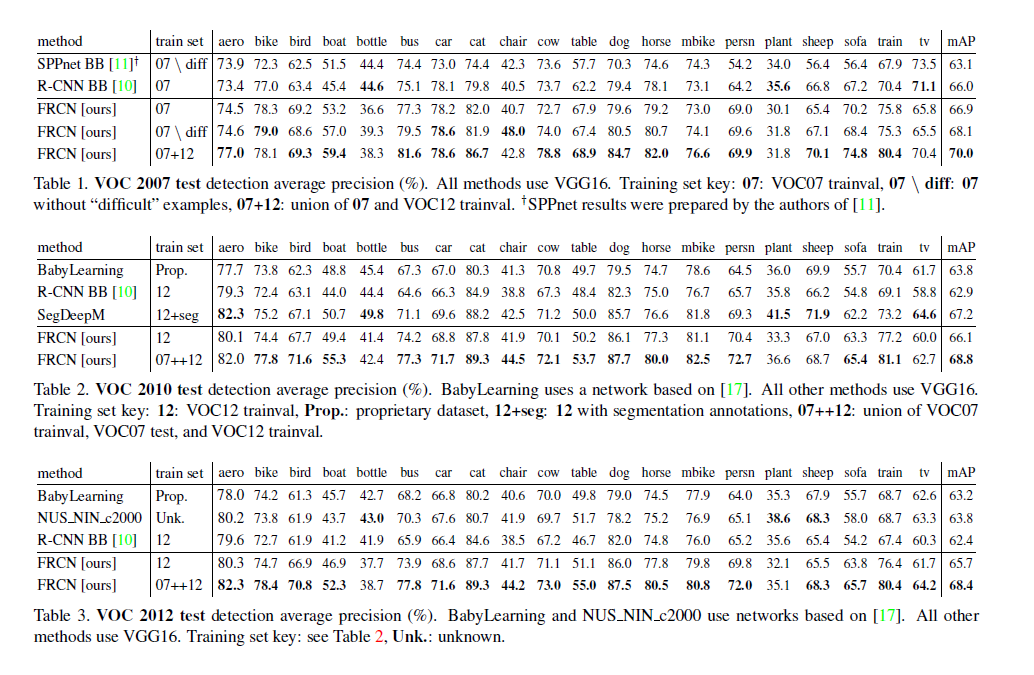 method train set aero bike bird boat bottle bus car cat chair cow table dog horse mbike persn plant sheep sofa train tv mAP
SPPnet BB [11]† 07 \ diff 73.9 72.3 62.5 51.5 44.4 74.4 73.0 74.4 42.3 73.6 57.7 70.3 74.6 74.3 54.2 34.0 56.4 56.4 67.9 73.5 63.1
R-CNN BB [10] 07 73.4 77.0 63.4 45.4 44.6 75.1 78.1 79.8 40.5 73.7 62.2 79.4 78.1 73.1 64.2 35.6 66.8 67.2 70.4 71.1 66.0
FRCN [ours] 07 74.5 78.3 69.2 53.2 36.6 77.3 78.2 82.0 40.7 72.7 67.9 79.6 79.2 73.0 69.0 30.1 65.4 70.2 75.8 65.8 66.9
FRCN [ours] 07 \ diff 74.6 79.0 68.6 57.0 39.3 79.5 78.6 81.9 48.0 74.0 67.4 80.5 80.7 74.1 69.6 31.8 67.1 68.4 75.3 65.5 68.1
FRCN [ours] 07+12 77.0 78.1 69.3 59.4 38.3 81.6 78.6 86.7 42.8 78.8 68.9 84.7 82.0 76.6 69.9 31.8 70.1 74.8 80.4 70.4 70.0
Table 1. VOC 2007 test detection average precision (%). All methods use VGG16. Training set key: 07: VOC07 trainval, 07 \ diff: 07
without “difficult” examples, 07+12: union of 07 and VOC12 trainval. †SPPnet results were prepared by the authors of [11].
method train set aero bike bird boat bottle bus car cat chair cow table dog horse mbike persn plant sheep sofa train tv mAP
BabyLearning Prop. 77.7 73.8 62.3 48.8 45.4 67.3 67.0 80.3 41.3 70.8 49.7 79.5 74.7 78.6 64.5 36.0 69.9 55.7 70.4 61.7 63.8
R-CNN BB [10] 12 79.3 72.4 63.1 44.0 44.4 64.6 66.3 84.9 38.8 67.3 48.4 82.3 75.0 76.7 65.7 35.8 66.2 54.8 69.1 58.8 62.9
SegDeepM 12+seg 82.3 75.2 67.1 50.7 49.8 71.1 69.6 88.2 42.5 71.2 50.0 85.7 76.6 81.8 69.3 41.5 71.9 62.2 73.2 64.6 67.2
FRCN [ours] 12 80.1 74.4 67.7 49.4 41.4 74.2 68.8 87.8 41.9 70.1 50.2 86.1 77.3 81.1 70.4 33.3 67.0 63.3 77.2 60.0 66.1
FRCN [ours] 07++12 82.0 77.8 71.6 55.3 42.4 77.3 71.7 89.3 44.5 72.1 53.7 87.7 80.0 82.5 72.7 36.6 68.7 65.4 81.1 62.7 68.8
Table 2. VOC 2010 test detection average precision (%). BabyLearning uses a network based on [17]. All other methods use VGG16.
Training set key: 12: VOC12 trainval, Prop.: proprietary dataset, 12+seg: 12 with segmentation annotations, 07++12: union of VOC07
trainval, VOC07 test, and VOC12 trainval.
method train set aero bike bird boat bottle bus car cat chair cow table dog horse mbike persn plant sheep sofa train tv mAP
BabyLearning Prop. 78.0 74.2 61.3 45.7 42.7 68.2 66.8 80.2 40.6 70.0 49.8 79.0 74.5 77.9 64.0 35.3 67.9 55.7 68.7 62.6 63.2
NUS_NIN_c2000 Unk. 80.2 73.8 61.9 43.7 43.0 70.3 67.6 80.7 41.9 69.7 51.7 78.2 75.2 76.9 65.1 38.6 68.3 58.0 68.7 63.3 63.8
R-CNN BB [10] 12 79.6 72.7 61.9 41.2 41.9 65.9 66.4 84.6 38.5 67.2 46.7 82.0 74.8 76.0 65.2 35.6 65.4 54.2 67.4 60.3 62.4
FRCN [ours] 12 80.3 74.7 66.9 46.9 37.7 73.9 68.6 87.7 41.7 71.1 51.1 86.0 77.8 79.8 69.8 32.1 65.5 63.8 76.4 61.7 65.7
FRCN [ours] 07++12 82.3 78.4 70.8 52.3 38.7 77.8 71.6 89.3 44.2 73.0 55.0 87.5 80.5 80.8 72.0 35.1 68.3 65.7 80.4 64.2 68.4
Table 3. VOC 2012 test detection average precision (%). BabyLearning and NUS_NIN_c2000 use networks based on [17]. All other
methods use VGG16. Training set key: see Table 2, Unk.: unknown.